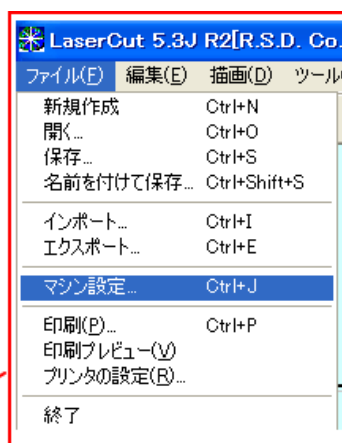 LaserCut 5.3J R2[R.S.D. Co.
ファイル(F) 編集(E) 描画(D) ツール
新規作成 Ctrl+N
開く... Ctrl+O
保存... Ctrl+S
名前を付けて保存... Ctrl+Shift+S
インポート... Ctrl+I
エクスポート... Ctrl+E
マシン設定... Ctrl+J
印刷(P)... Ctrl+P
印刷プレビュー(V)
プリンタの設定(R)...
終了